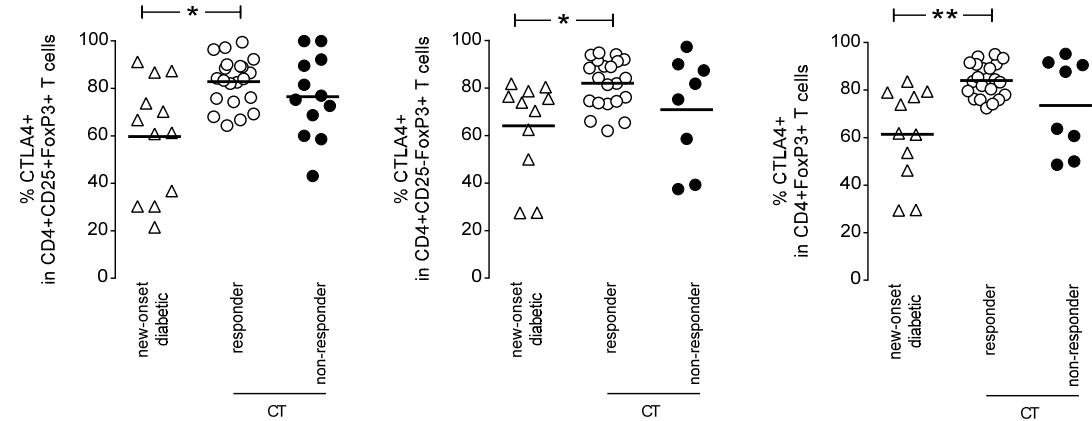 *
% CTLA4+
in CD4+CD25+FoxP3+ T cells
100
80
60
40
20
0
new-onset
diabetic
responder
non-responder
CT
*
% CTLA4+
in CD4+CD25-FoxP3+ T cells
100
80
60
40
20
0
new-onset
diabetic
responder
non-responder
CT
**
% CTLA4+
in CD4+FoxP3+ T cells
100
80
60
40
20
0
new-onset
diabetic
responder
non-responder
CT